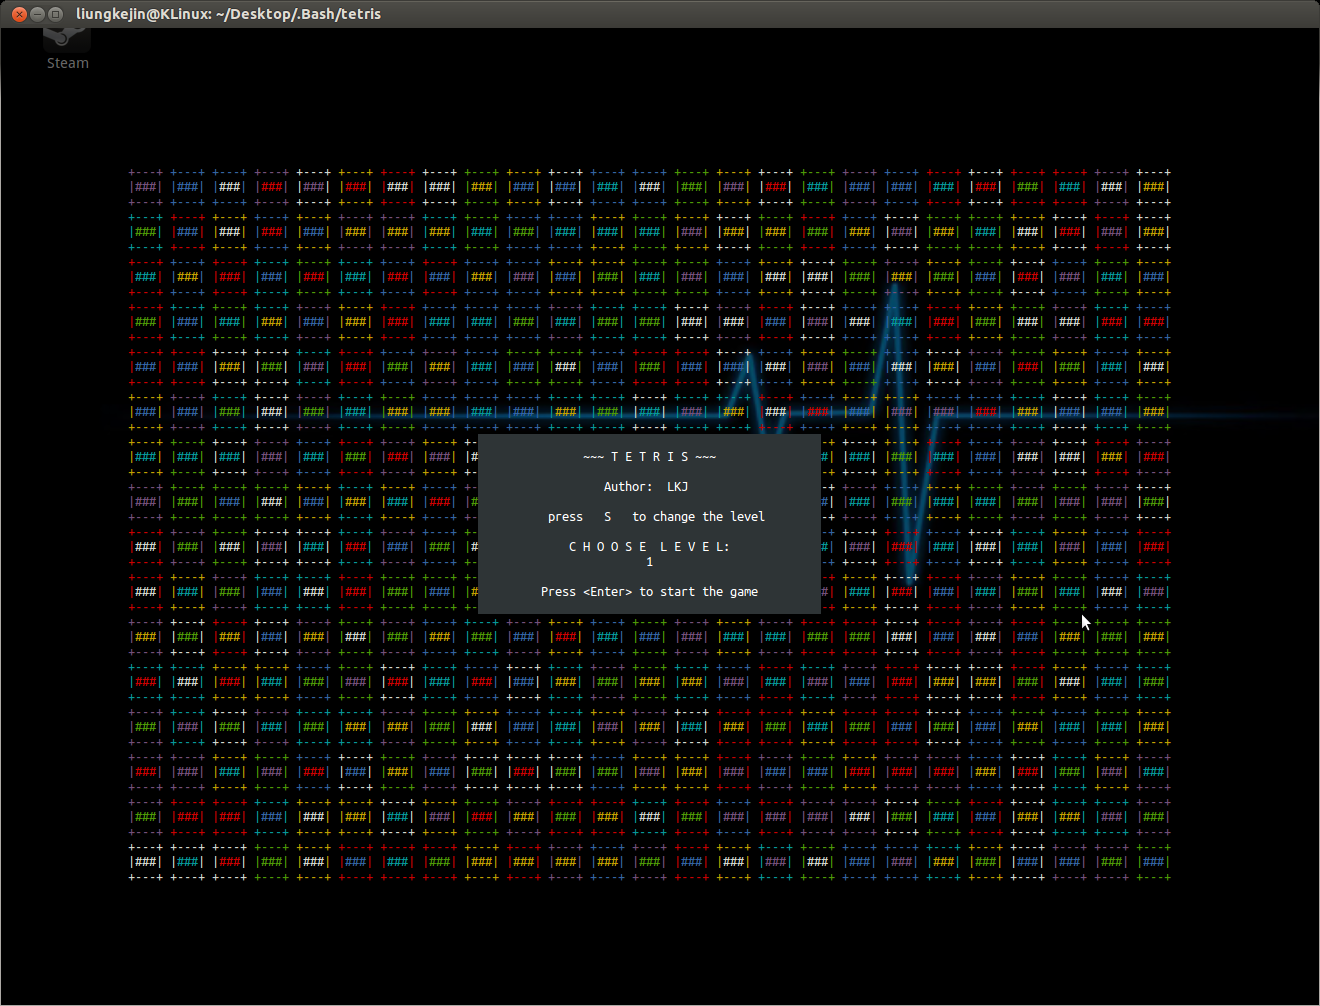 liungkejin@KLinux: ~/Desktop/.Bash/tetris
Steam
~~~ T E T R I S ~~~
Author: LKJ
press S to change the level
C H O O S E L E V E L:
1
Press <Enter> to start the game